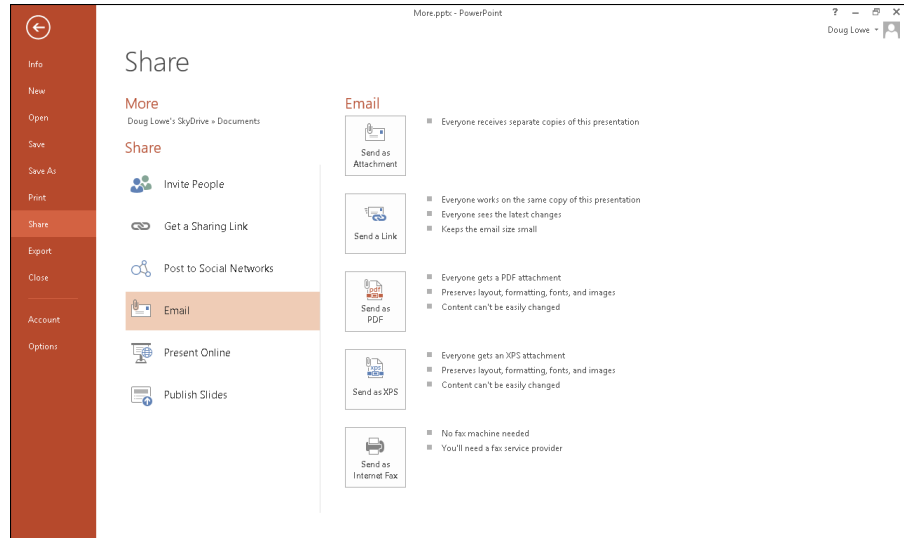 More.pptx - PowerPoint
? – X
Doug Lowe
Info
New
Open
Save
Save As
Print
Share
Export
Close
Account
Options
Share
More
Doug Lowe's SkyDrive » Documents
Share
Invite People
Get a Sharing Link
Post to Social Networks
Email
Present Online
Publish Slides
Email
Send as
Attachment
Everyone receives separate copies of this presentation
Send a Link
Everyone works on the same copy of this presentation
Everyone sees the latest changes
Keeps the email size small
pdf
Send as
PDF
Everyone gets a PDF attachment
Preserves layout, formatting, fonts, and images
Content can't be easily changed
xps
Send as XPS
Everyone gets an XPS attachment
Preserves layout, formatting, fonts, and images
Content can't be easily changed
Send as
Internet Fax
No fax machine needed
You'll need a fax service provider